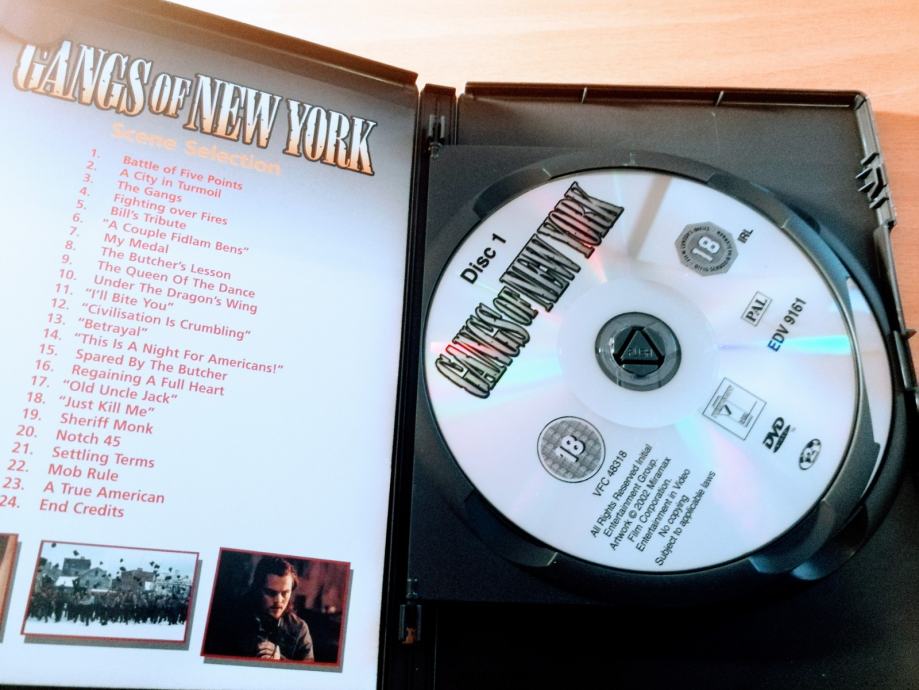 GANGS OF NEW YORK
Scene Selection
1. Battle of Five Points
2. A City in Turmoil
3. The Gangs
4. Fighting over Fires
5. Bill's Tribute
6. "A Couple Fidlam Bens"
7. My Medal
8. The Butcher's Lesson
9. The Queen Of The Dance
10. Under The Dragon's Wing
11. "I'll Bite You"
12. "Civilisation Is Crumbling"
13. "Betrayal"
14. "This Is A Night For Americans!"
15. Spared By The Butcher
16. Regaining A Full Heart
17. "Old Uncle Jack"
18. "Just Kill Me"
19. Sheriff Monk
20. Notch 45
21. Settling Terms
22. Mob Rule
23. A True American
24. End Credits
Disc 1
GANGS OF NEW YORK
18
IRL
PAL
EDV 9161
PUSH
7
DVD
18
VFC 48318
All Rights Reserved Initial
Entertainment Group.
Artwork © 2002 Miramax
Film Corporation.
Entertainment in Video
No copying.
Subject to applicable laws